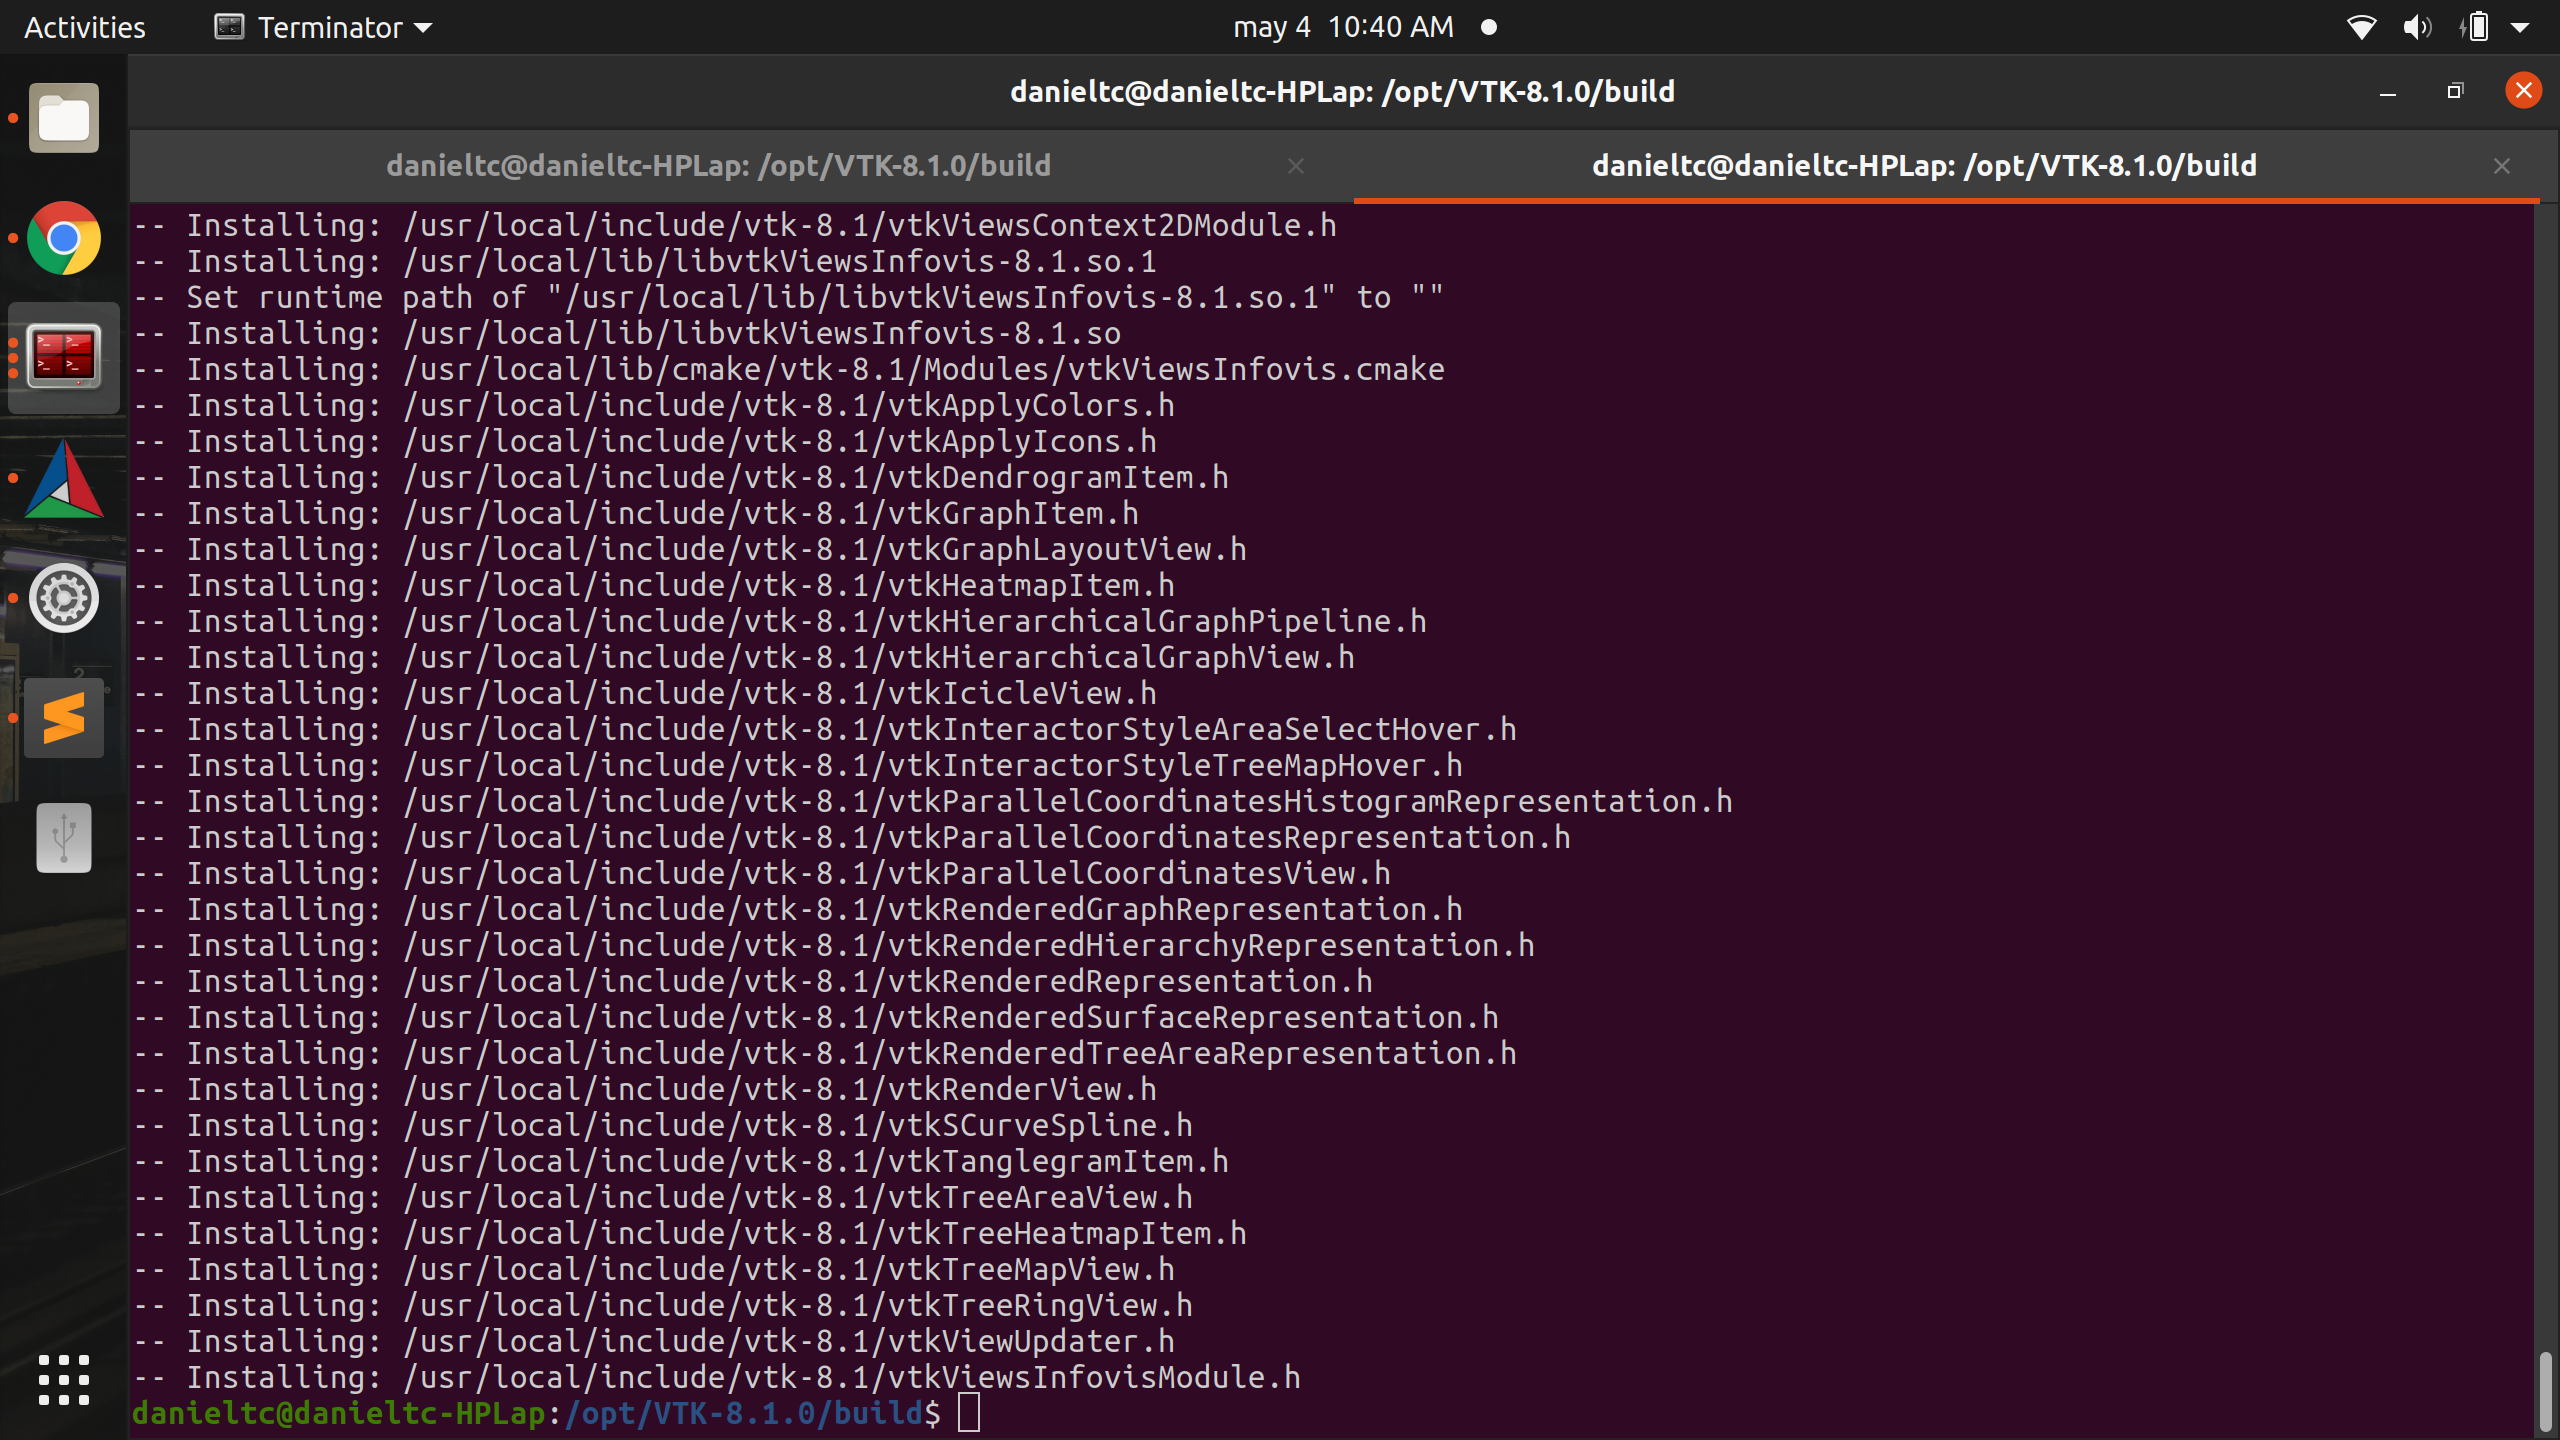 Activities
Terminator
may 4 10:40 AM
danieltc@danieltc-HPLap: /opt/VTK-8.1.0/build
danieltc@danieltc-HPLap: /opt/VTK-8.1.0/build
danieltc@danieltc-HPLap: /opt/VTK-8.1.0/build
-- Installing: /usr/local/include/vtk-8.1/vtkViewsContext2DModule.h
-- Installing: /usr/local/lib/libvtkViewsInfovis-8.1.so.1
-- Set runtime path of "/usr/local/lib/libvtkViewsInfovis-8.1.so.1" to ""
-- Installing: /usr/local/lib/libvtkViewsInfovis-8.1.so
-- Installing: /usr/local/lib/cmake/vtk-8.1/Modules/vtkViewsInfovis.cmake
-- Installing: /usr/local/include/vtk-8.1/vtkApplyColors.h
-- Installing: /usr/local/include/vtk-8.1/vtkApplyIcons.h
-- Installing: /usr/local/include/vtk-8.1/vtkDendrogramItem.h
-- Installing: /usr/local/include/vtk-8.1/vtkGraphItem.h
-- Installing: /usr/local/include/vtk-8.1/vtkGraphLayoutView.h
-- Installing: /usr/local/include/vtk-8.1/vtkHeatmapItem.h
-- Installing: /usr/local/include/vtk-8.1/vtkHierarchicalGraphPipeline.h
-- Installing: /usr/local/include/vtk-8.1/vtkHierarchicalGraphView.h
-- Installing: /usr/local/include/vtk-8.1/vtkIcicleView.h
-- Installing: /usr/local/include/vtk-8.1/vtkInteractorStyleAreaSelectHover.h
-- Installing: /usr/local/include/vtk-8.1/vtkInteractorStyleTreeMapHover.h
-- Installing: /usr/local/include/vtk-8.1/vtkParallelCoordinatesHistogramRepresentation.h
-- Installing: /usr/local/include/vtk-8.1/vtkParallelCoordinatesRepresentation.h
-- Installing: /usr/local/include/vtk-8.1/vtkParallelCoordinatesView.h
-- Installing: /usr/local/include/vtk-8.1/vtkRenderedGraphRepresentation.h
-- Installing: /usr/local/include/vtk-8.1/vtkRenderedHierarchyRepresentation.h
-- Installing: /usr/local/include/vtk-8.1/vtkRenderedRepresentation.h
-- Installing: /usr/local/include/vtk-8.1/vtkRenderedSurfaceRepresentation.h
-- Installing: /usr/local/include/vtk-8.1/vtkRenderedTreeAreaRepresentation.h
-- Installing: /usr/local/include/vtk-8.1/vtkRenderView.h
-- Installing: /usr/local/include/vtk-8.1/vtkSCurveSpline.h
-- Installing: /usr/local/include/vtk-8.1/vtkTanglegramItem.h
-- Installing: /usr/local/include/vtk-8.1/vtkTreeAreaView.h
-- Installing: /usr/local/include/vtk-8.1/vtkTreeHeatmapItem.h
-- Installing: /usr/local/include/vtk-8.1/vtkTreeMapView.h
-- Installing: /usr/local/include/vtk-8.1/vtkTreeRingView.h
-- Installing: /usr/local/include/vtk-8.1/vtkViewUpdater.h
-- Installing: /usr/local/include/vtk-8.1/vtkViewsInfovisModule.h
danieltc@danieltc-HPLap:/opt/VTK-8.1.0/build$